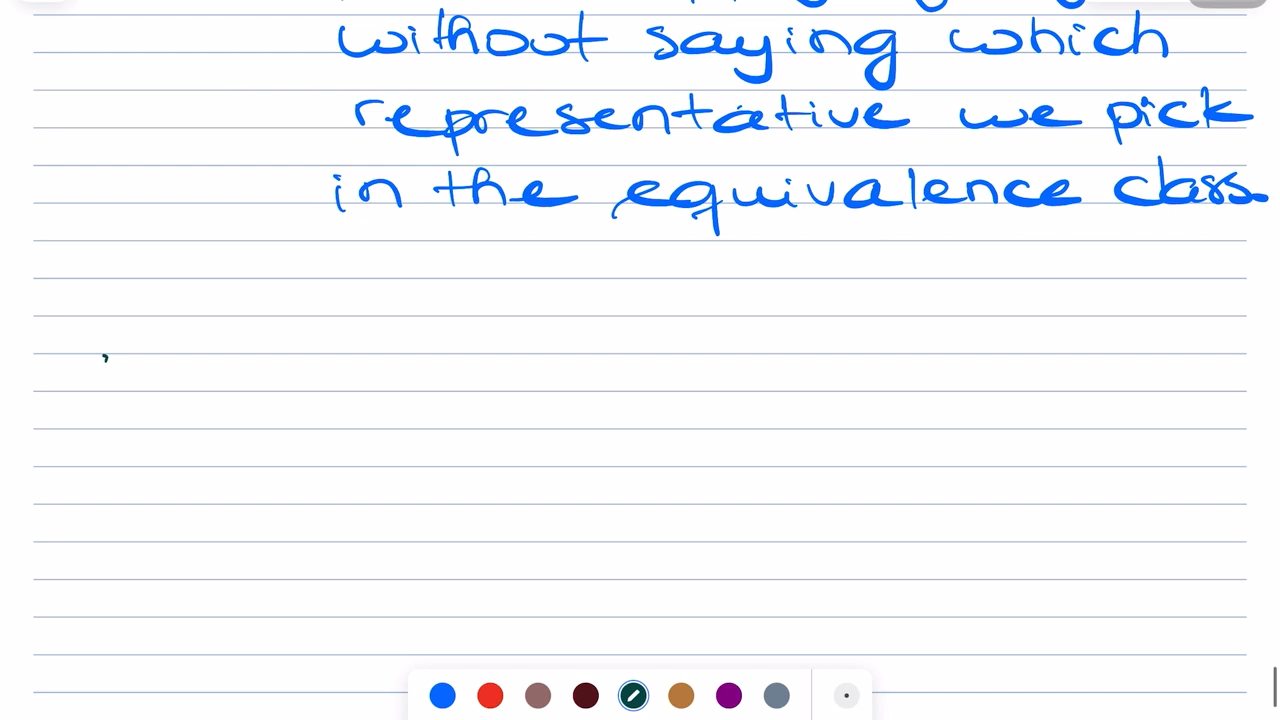 without saying which
representative we pick
in the equivalence class.